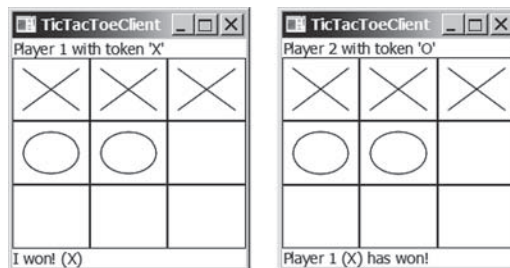 TicTacToeClient
Player 1 with token 'X'
I won! (X)
TicTacToeClient
Player 2 with token 'O'
Player 1 (X) has won!